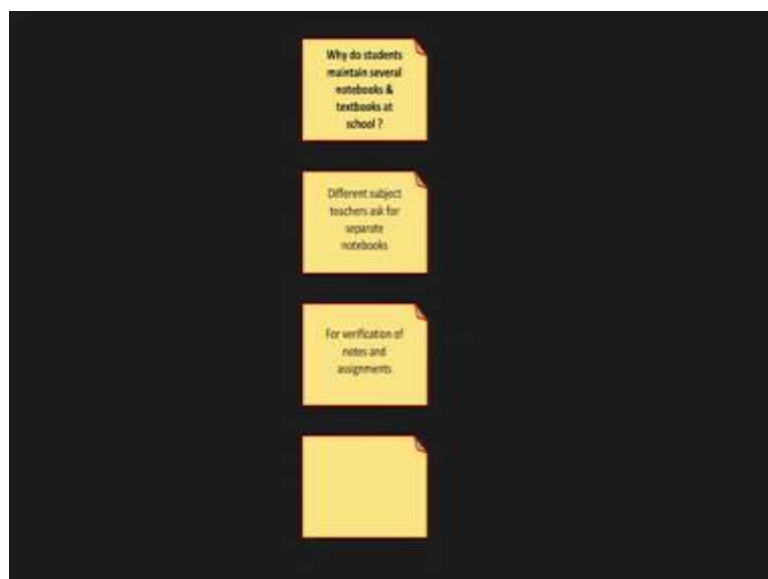 Why do students
maintain several
notebooks &
textbooks at
school ?
Different subject
teachers ask for
separate
notebooks
For verification of
notes and
assignments